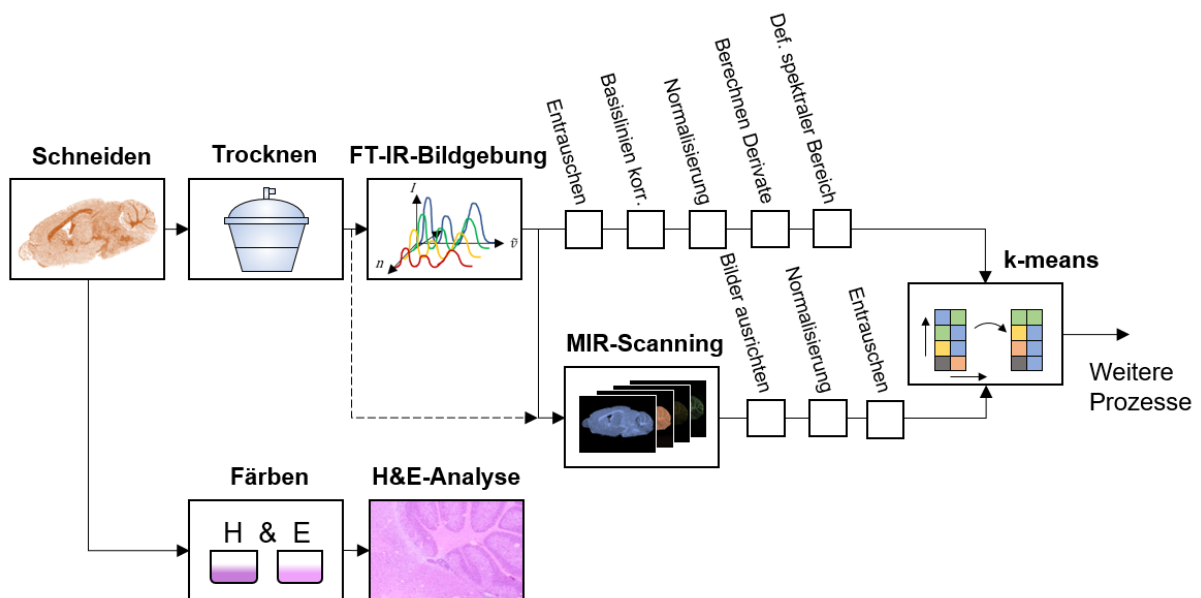 Schneiden
Trocknen
FT-IR-Bildgebung
I
n
ṽ
Entrauschen
Basislinien korr.
Normalisierung
Berechnen Derivate
Def. spektraler Bereich
k-means
MIR-Scanning
Bilder ausrichten
Normalisierung
Entrauschen
Weitere
Prozesse
Färben
H & E
H&E-Analyse